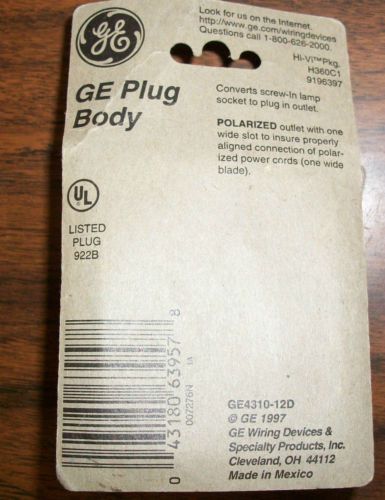 Look for us on the Internet.
http://www.ge.com/wiringdevices
Questions call 1-800-626-2000.
GE
Hi-Vi™Pkg.
H360C1
9196397
GE Plug
Body
Converts screw-In lamp
socket to plug in outlet.
POLARIZED outlet with one
wide slot to insure properly
aligned connection of polar-
ized power cords (one wide
blade).
UL
®
LISTED
PLUG
922B
0 43180 63957 8
007276N 1A
GE4310-12D
© GE 1997
GE Wiring Devices &
Specialty Products, Inc.
Cleveland, OH 44112
Made in Mexico